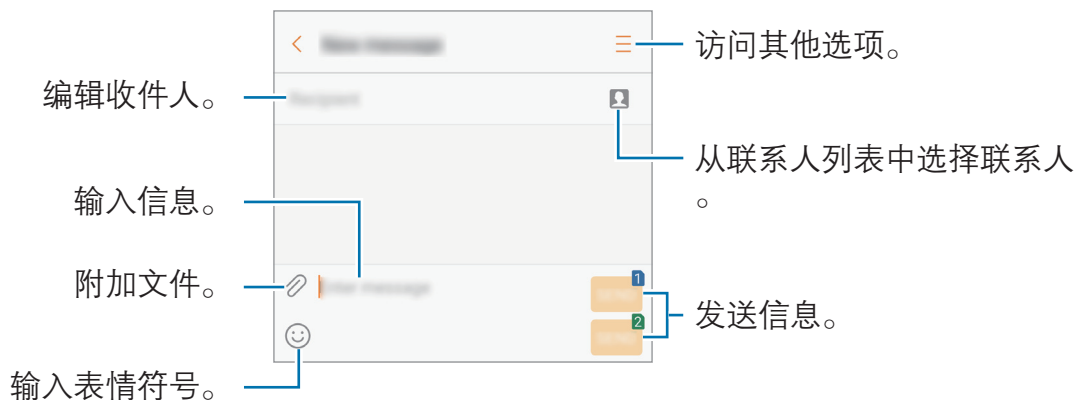 访问其他选项。
编辑收件人。
从联系人列表中选择联系人
。
输入信息。
附加文件。
1
发送信息。
2
输入表情符号。